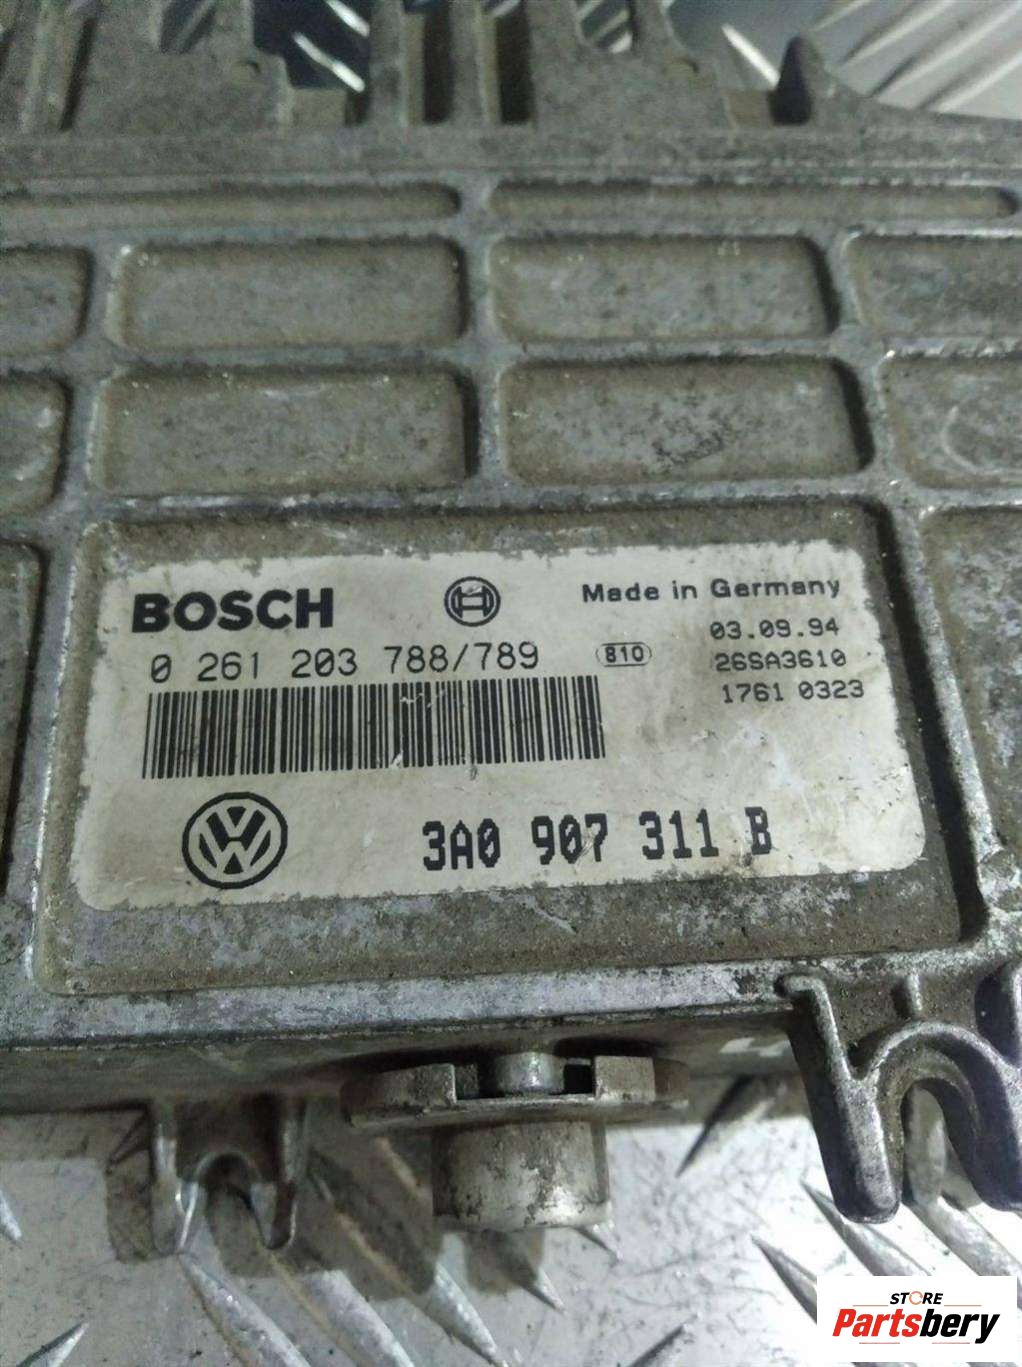 BOSCH
Made in Germany
03.09.94
0 261 203 788/789
810
26SA3610
1761 0323
3A0 907 311 B
STORE
Partsbery